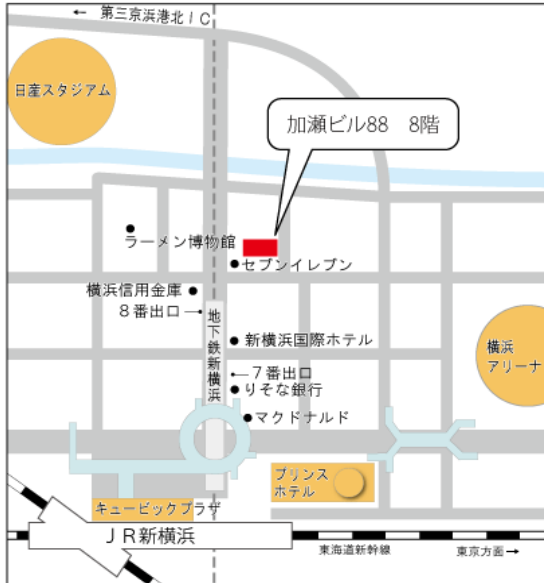 ← 第三京浜港北IC
日産スタジアム
加瀬ビル88 8階
ラーメン博物館
セブンイレブン
横浜信用金庫
8番出口
地下鉄新横浜
新横浜国際ホテル
横浜
アリーナ
7番出口
りそな銀行
マクドナルド
プリンス
ホテル
キュービックプラザ
JR新横浜
東海道新幹線
東京方面→